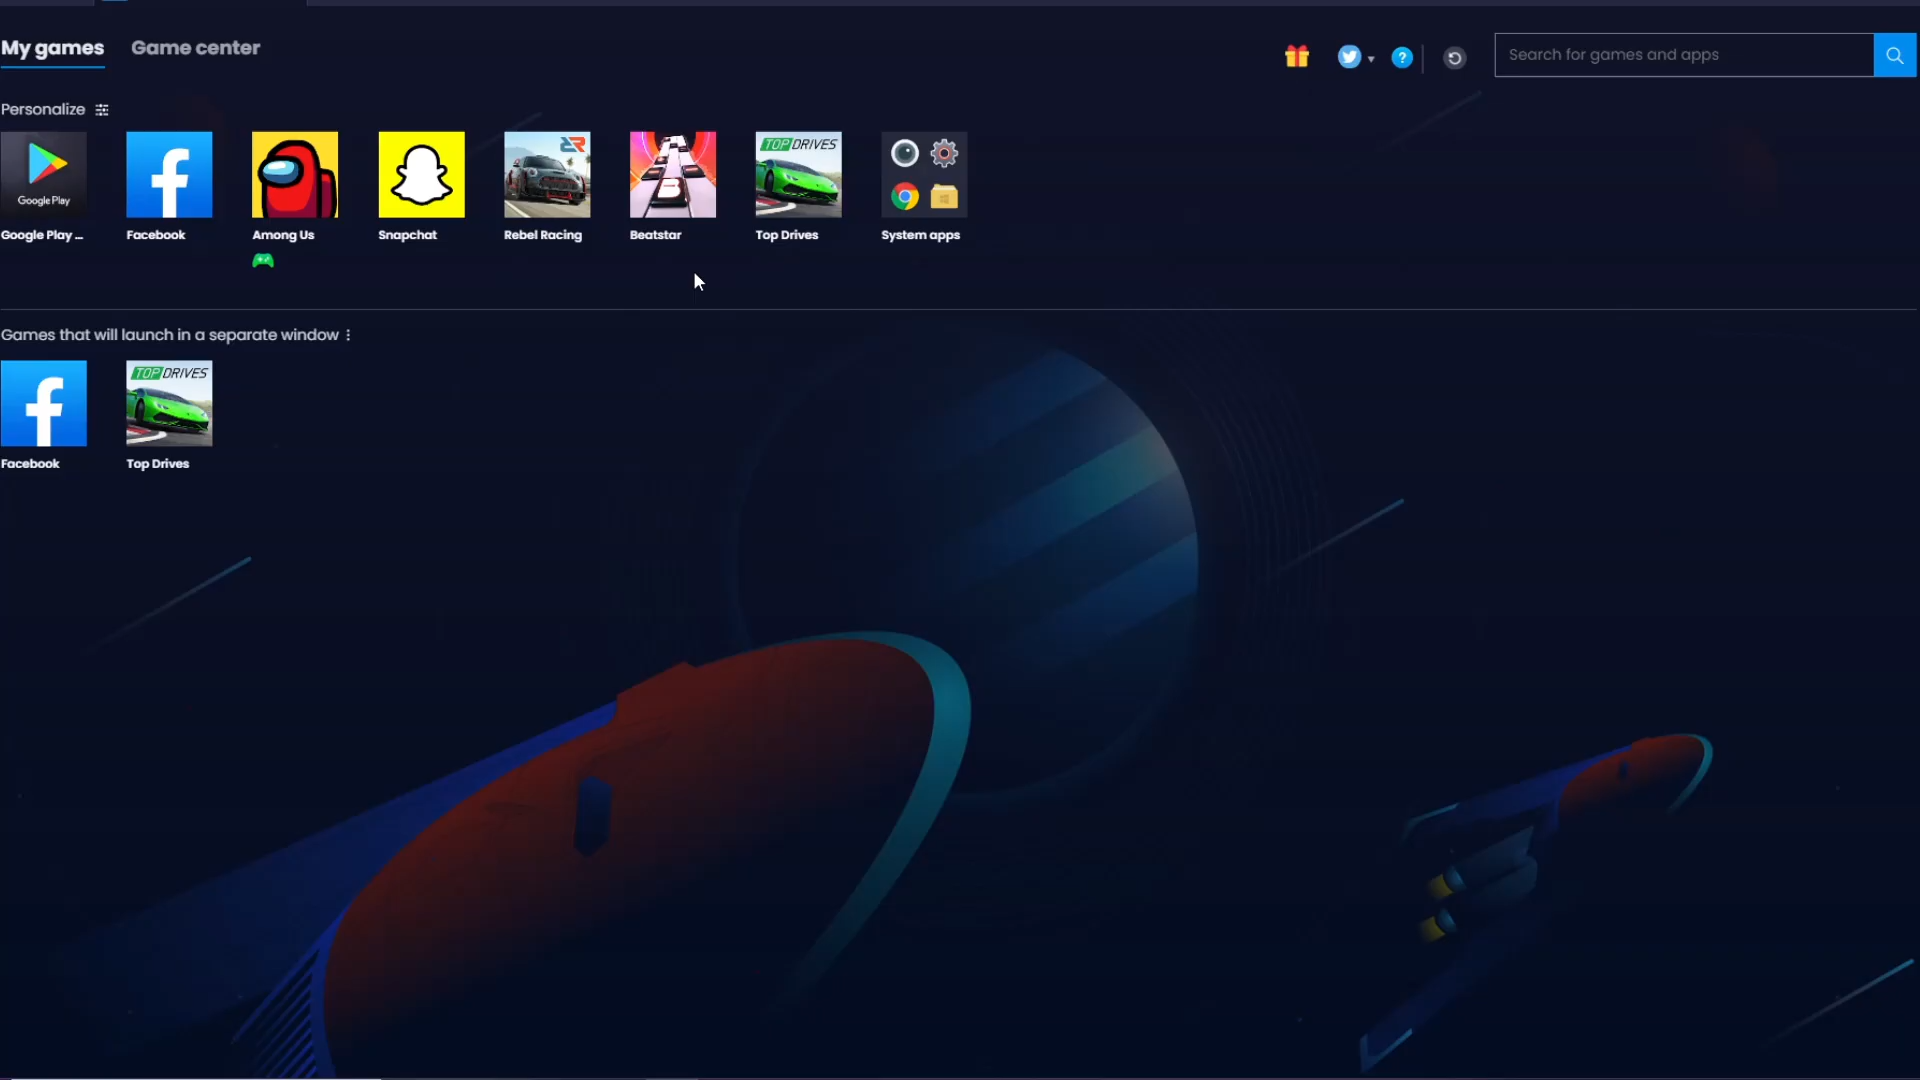 My games Game center
Search for games and apps
Personalize
Google Play
TOP DRIVES
Google Play ... Facebook Among Us Snapchat Rebel Racing Beatstar Top Drives System apps
Games that will launch in a separate window
TOP DRIVES
Facebook Top Drives